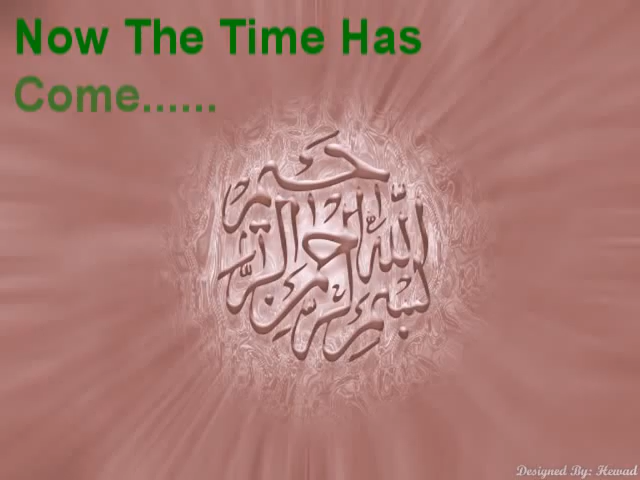 Now The Time Has
Come......
بسم الله الرحمن الرحيم
Designed By: Hewad